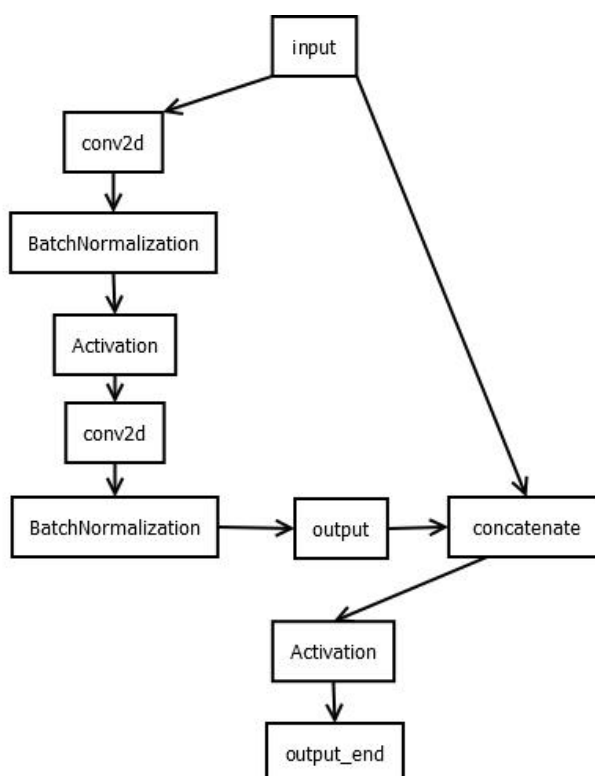 input
conv2d
BatchNormalization
Activation
conv2d
BatchNormalization
output
concatenate
Activation
output_end